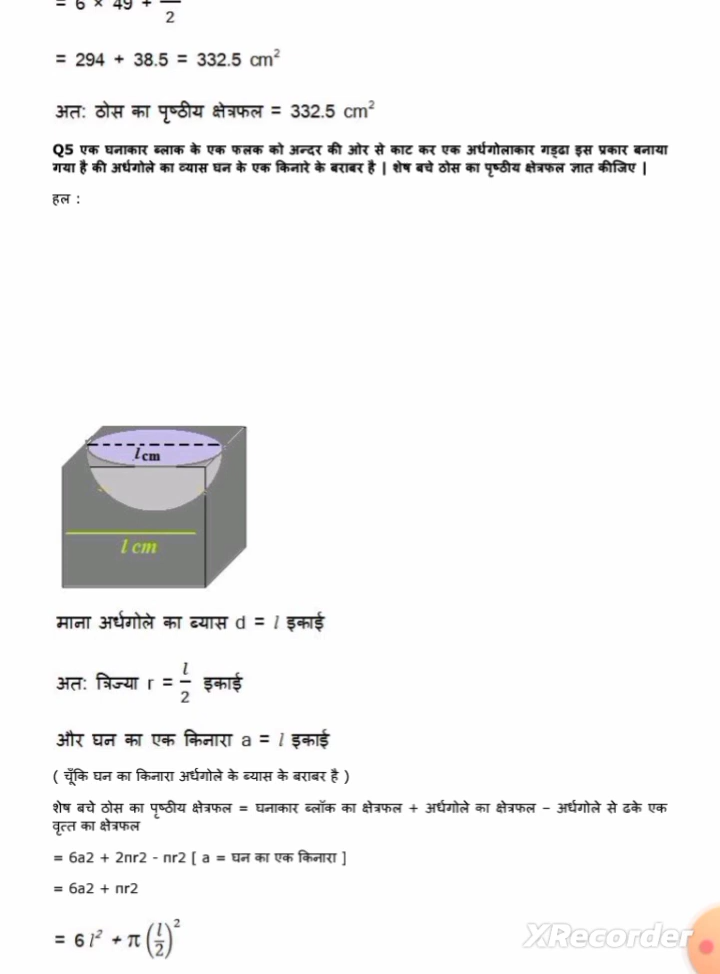 = 6 × 49 + 
2
= 294 + 38.5 = 332.5 cm²
अत: ठोस का पृष्ठीय क्षेत्रफल = 332.5 cm²
Q5 एक घनाकार ब्लाक के एक फलक को अन्दर की ओर से काट कर एक अर्धगोलाकार गड्ढा इस प्रकार बनाया
गया है की अर्धगोले का व्यास घन के एक किनारे के बराबर है | शेष बचे ठोस का पृष्ठीय क्षेत्रफल ज्ञात कीजिए |
हल :
l cm
l cm
माना अर्धगोले का व्यास d = l इकाई
अत: त्रिज्या r = l/2 इकाई
और घन का एक किनारा a = l इकाई
( चूँकि घन का किनारा अर्धगोले के ब्यास के बराबर है )
शेष बचे ठोस का पृष्ठीय क्षेत्रफल = घनाकार ब्लॉक का क्षेत्रफल + अर्धगोले का क्षेत्रफल – अर्धगोले से ढके एक
वृत्त का क्षेत्रफल
= 6a2 + 2πr2 - πr2 [ a = घन का एक किनारा ]
= 6a2 + πr2
= 6 l² + π (l/2)²
XRecorder